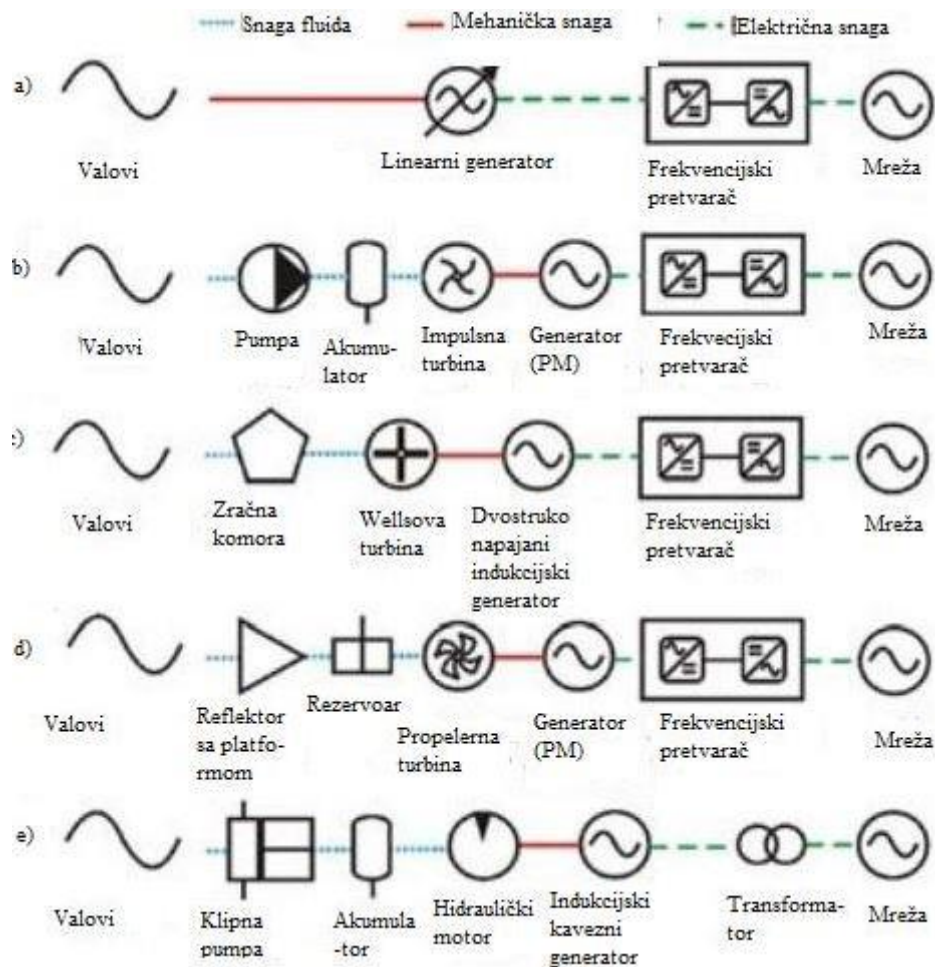 Snaga fluida Mehanička snaga Električna snaga
a)
Valovi
Linearni generator
Frekvencijski
pretvarač
Mreža
b)
Valovi
Pumpa
Akumu-
lator
Impulsna
turbina
Generator
(PM)
Frekvecijski
pretvarač
Mreža
c)
Valovi
Zračna
komora
Wellsova
turbina
Dvostruko
napajani
indukcijski
generator
Frekvencijski
pretvarač
Mreža
d)
Valovi
Reflektor
sa platfo-
rmom
Rezervoar
Propelerna
turbina
Generator
(PM)
Frekvencijski
pretvarač
Mreža
e)
Valovi
Klipna
pumpa
Akumula
-tor
Hidraulički
motor
Indukcijski
kavezni
generator
Transforma-
tor
Mreža